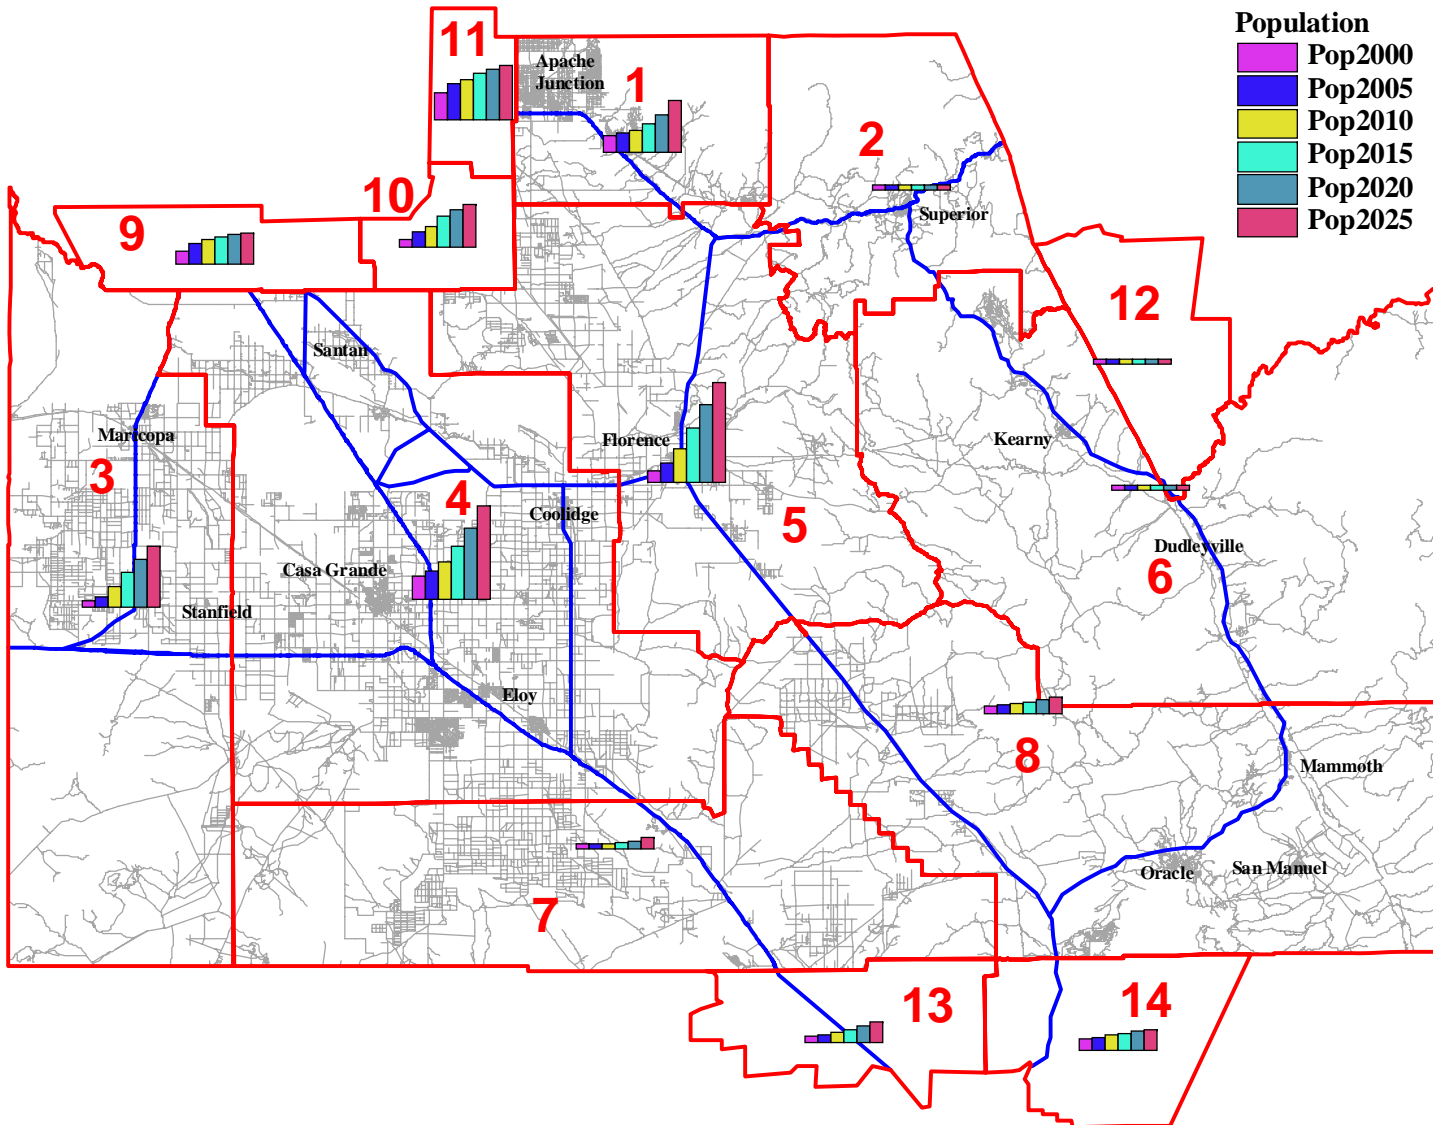 Population
Pop2000
Pop2005
Pop2010
Pop2015
Pop2020
Pop2025
11
Apache
Junction
1
2
10
9
Superior
12
Santan
Maricopa
Florence
Kearny
3
4
Coolidge
5
Casa Grande
Dudleyville
6
Stanfield
Eloy
8
Mammoth
Oracle
San Manuel
7
13
14